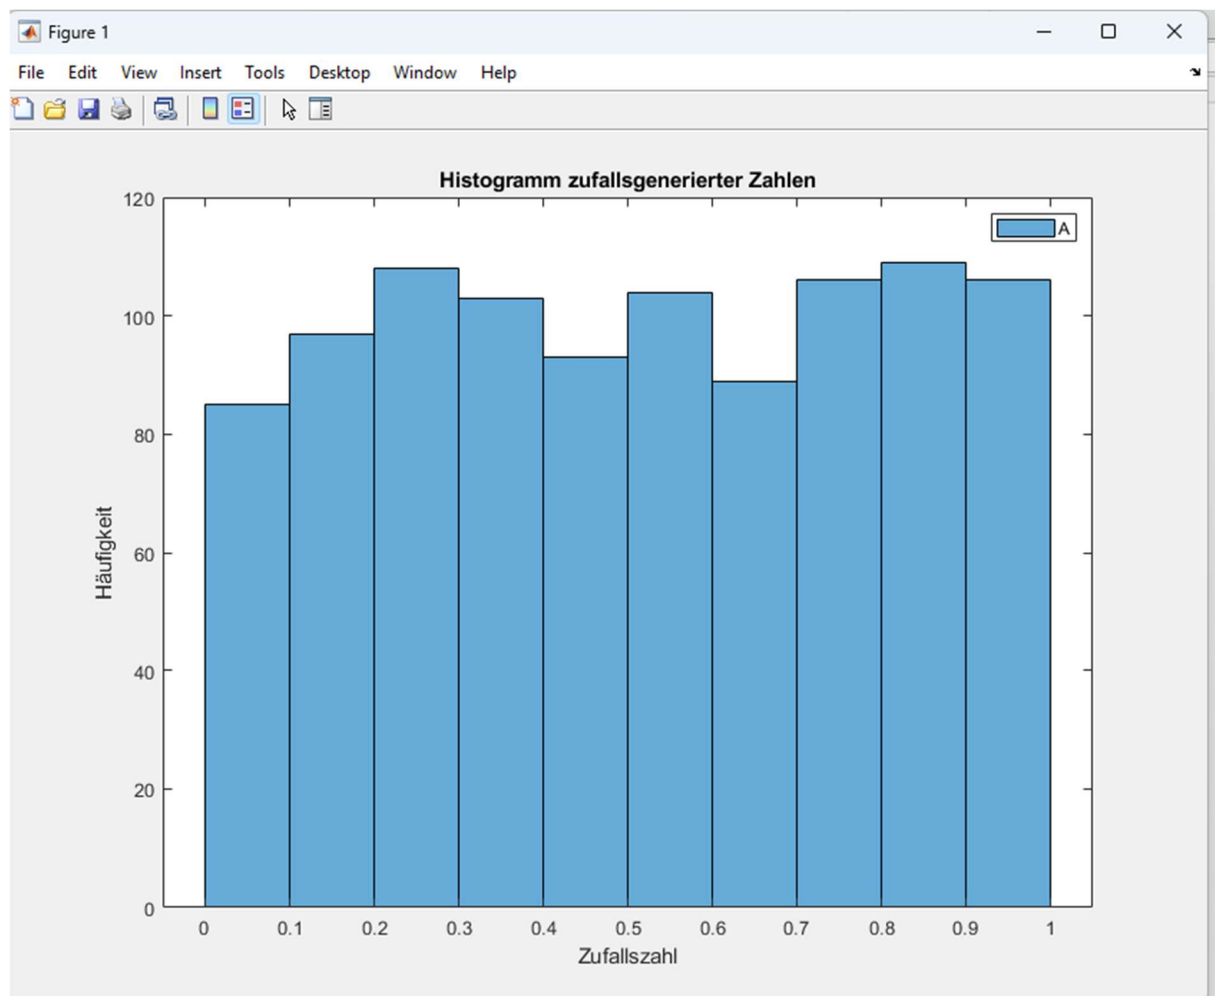 Figure 1
File Edit View Insert Tools Desktop Window Help
Histogramm zufallsgenerierter Zahlen
A
120
100
80
60
40
20
0
Häufigkeit
0 0.1 0.2 0.3 0.4 0.5 0.6 0.7 0.8 0.9 1
Zufallszahl